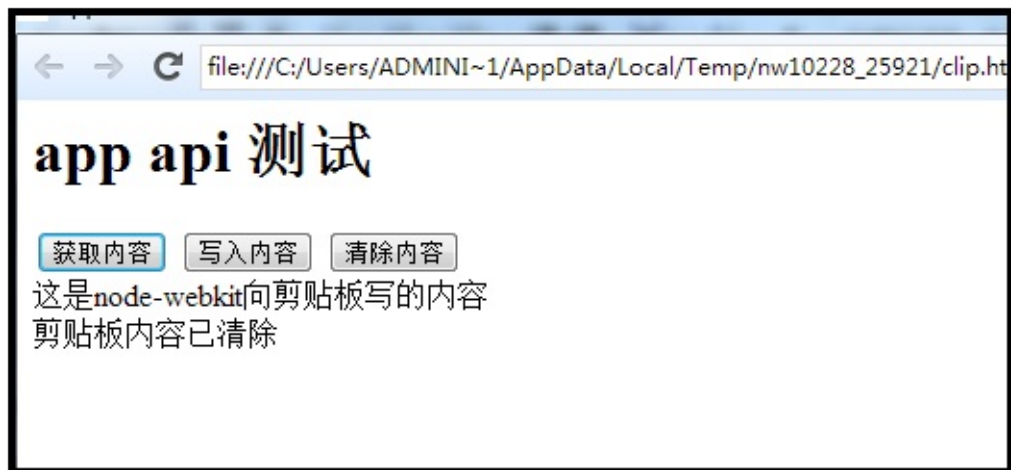 file:///C:/Users/ADMINI~1/AppData/Local/Temp/nw10228_25921/clip.ht
app api 测试
获取内容 写入内容 清除内容
这是node-webkit向剪贴板写的内容
剪贴板内容已清除